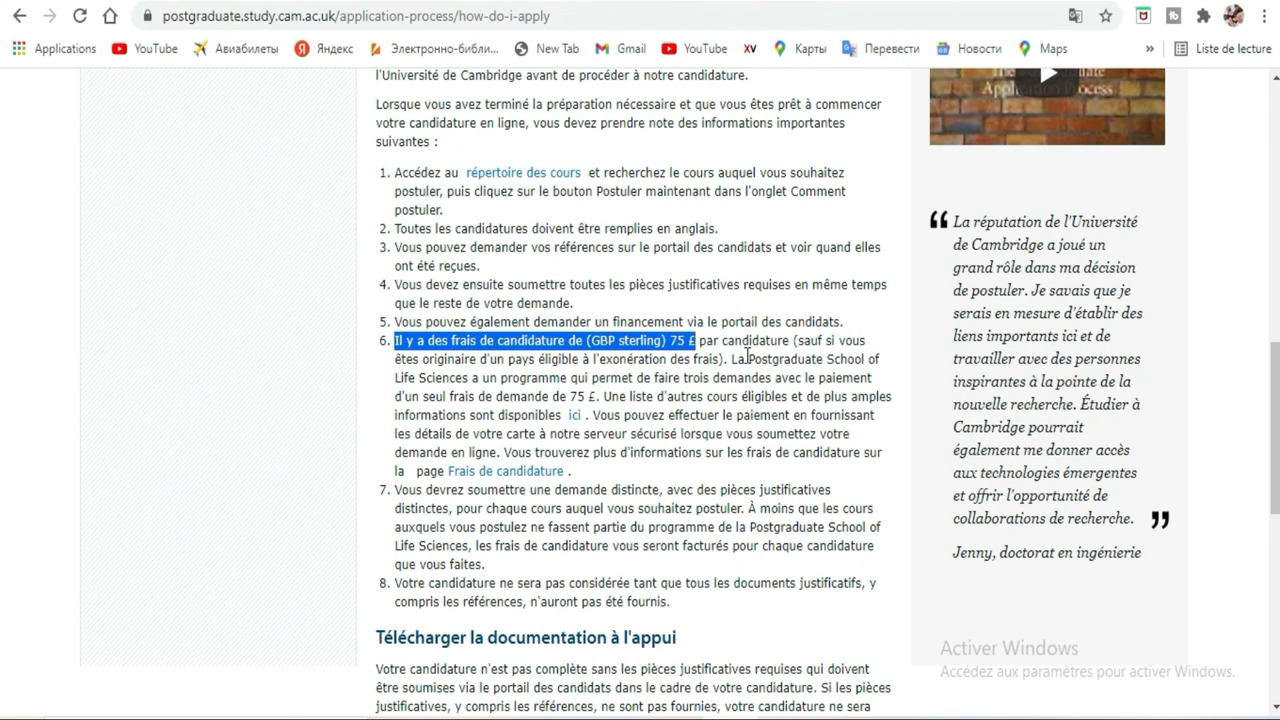 postgraduate.study.cam.ac.uk/application-process/how-do-i-apply
Applications
YouTube
Авиабилеты
Яндекс
Электронно-библи...
New Tab
Gmail
YouTube
XV
Карты
Перевести
Новости
Maps
»
Liste de lecture
l'Université de Cambridge avant de procéder à notre candidature.
Lorsque vous avez terminé la préparation nécessaire et que vous êtes prêt à commencer
votre candidature en ligne, vous devez prendre note des informations importantes
suivantes :
1. Accédez au répertoire des cours et recherchez le cours auquel vous souhaitez
postuler, puis cliquez sur le bouton Postuler maintenant dans l'onglet Comment
postuler.
2. Toutes les candidatures doivent être remplies en anglais.
3. Vous pouvez demander vos références sur le portail des candidats et voir quand elles
ont été reçues.
4. Vous devez ensuite soumettre toutes les pièces justificatives requises en même temps
que le reste de votre demande.
5. Vous pouvez également demander un financement via le portail des candidats.
6. Il y a des frais de candidature de (GBP sterling) 75 £ par candidature (sauf si vous
êtes originaire d'un pays éligible à l'exonération des frais). La Postgraduate School of
Life Sciences a un programme qui permet de faire trois demandes avec le paiement
d'un seul frais de demande de 75 £. Une liste d'autres cours éligibles et de plus amples
informations sont disponibles ici . Vous pouvez effectuer le paiement en fournissant
les détails de votre carte à notre serveur sécurisé lorsque vous soumettez votre
demande en ligne. Vous trouverez plus d'informations sur les frais de candidature sur
la page Frais de candidature .
7. Vous devrez soumettre une demande distincte, avec des pièces justificatives
distinctes, pour chaque cours auquel vous souhaitez postuler. À moins que les cours
auxquels vous postulez ne fassent partie du programme de la Postgraduate School of
Life Sciences, les frais de candidature vous seront facturés pour chaque candidature
que vous faites.
8. Votre candidature ne sera pas considérée tant que tous les documents justificatifs, y
compris les références, n'auront pas été fournis.
Télécharger la documentation à l'appui
Votre candidature n'est pas complète sans les pièces justificatives requises qui doivent
être soumises via le portail des candidats dans le cadre de votre candidature. Si les pièces
justificatives, y compris les références, ne sont pas fournies, votre candidature ne sera
Application Process
“ La réputation de l'Université
de Cambridge a joué un
grand rôle dans ma décision
de postuler. Je savais que je
serais en mesure d'établir des
liens importants ici et de
travailler avec des personnes
inspirantes à la pointe de la
nouvelle recherche. Étudier à
Cambridge pourrait
également me donner accès
aux technologies émergentes
et offrir l'opportunité de
collaborations de recherche. ”
Jenny, doctorat en ingénierie
Activer Windows
Accédez aux paramètres pour activer Windows.